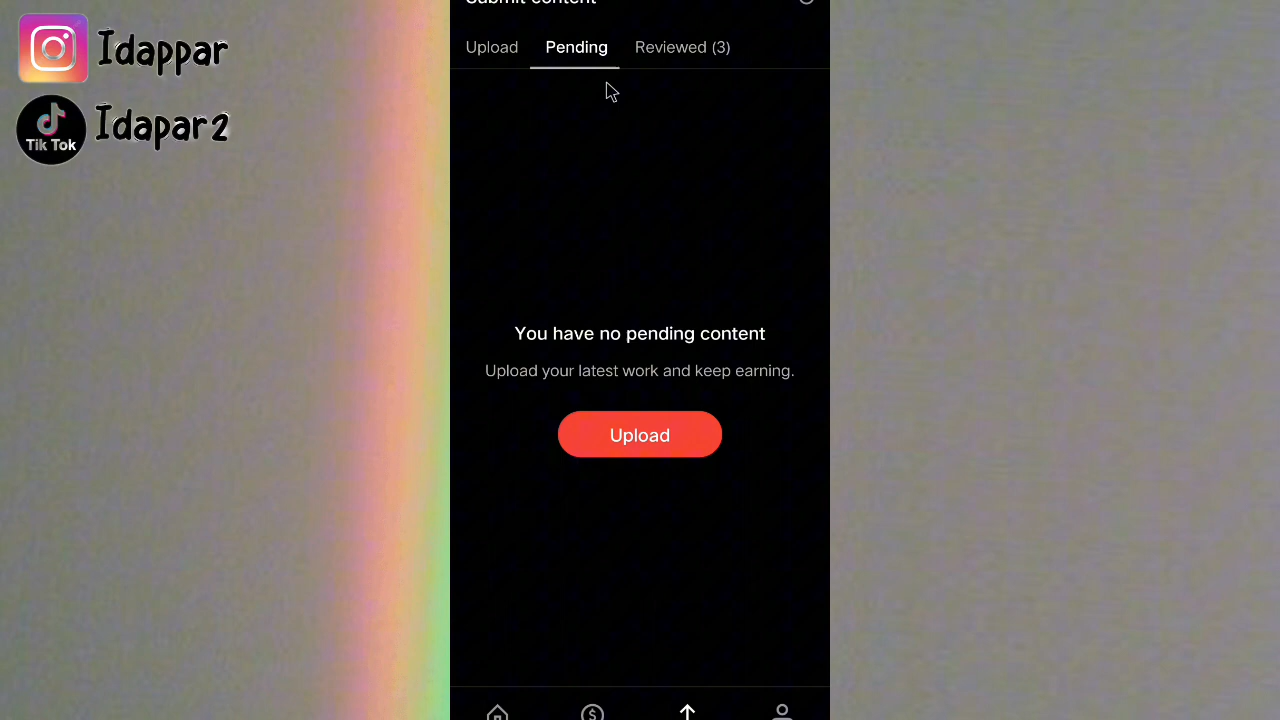 Idappar
Tik Tok
Idapar2
Submit content
Upload
Pending
Reviewed (3)
You have no pending content
Upload your latest work and keep earning.
Upload